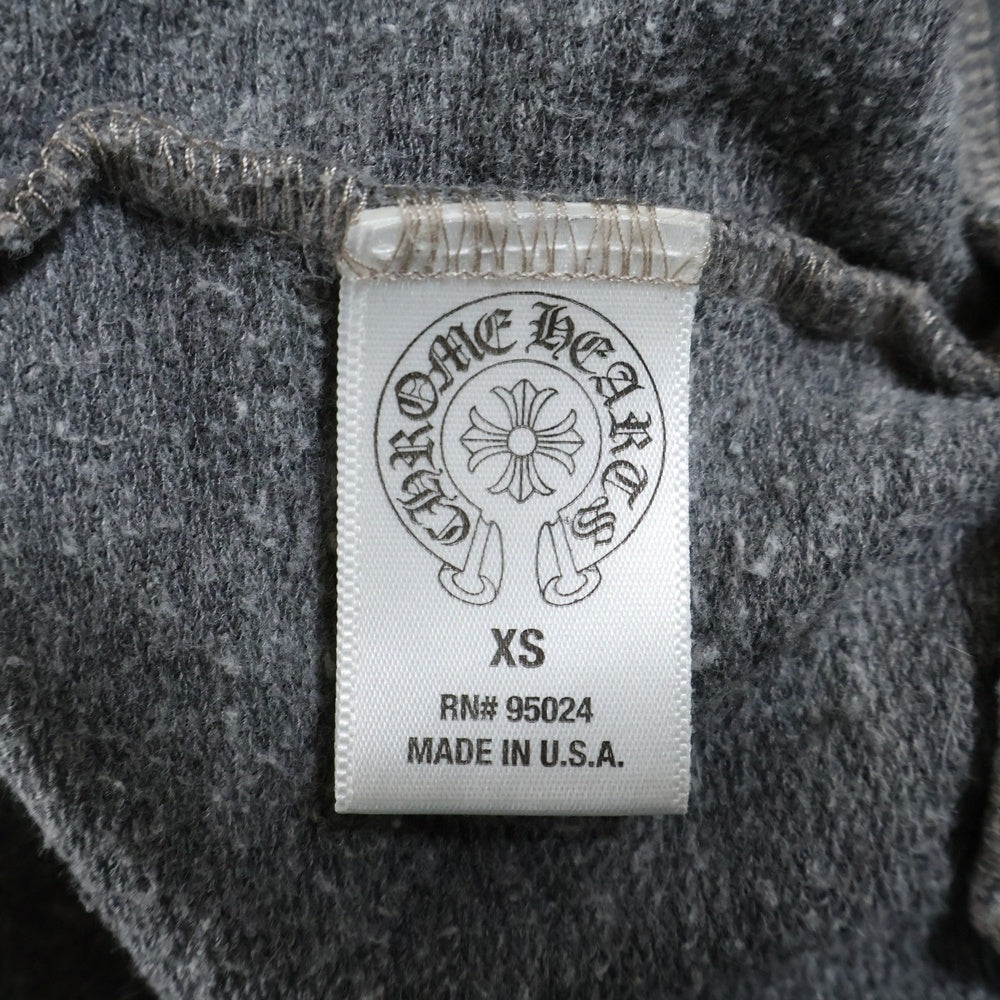 CHROME HEARTS
XS
RN# 95024
MADE IN U.S.A.